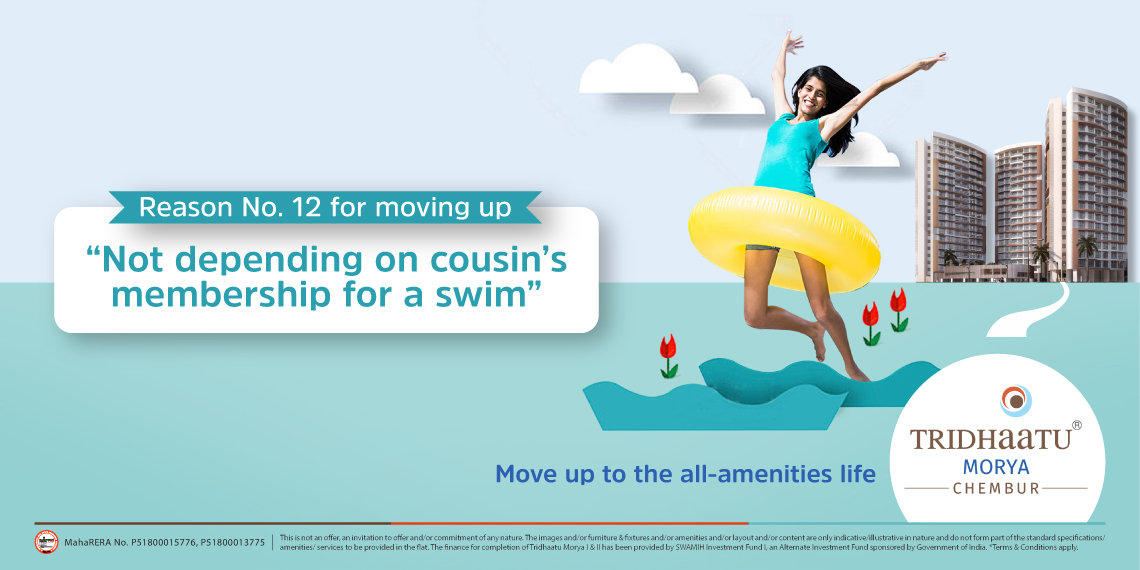 Reason No. 12 for moving up
“Not depending on cousin’s
membership for a swim”
Move up to the all-amenities life
TRIDHaaTU®
MORYA
CHEMBUR
MahaRERA No. P51800015776, P51800013775
This is not an offer, an invitation to offer and/or commitment of any nature. The images and/or furniture & fixtures and/or amenities and/or layout and/or content are only indicative/illustrative in nature and do not form part of the standard specifications/
amenities/ services to be provided in the flat. The finance for completion of Tridhaatu Morya I & II has been provided by SWAMIH Investment Fund I, an Alternate Investment Fund sponsored by Government of India. *Terms & Conditions apply.